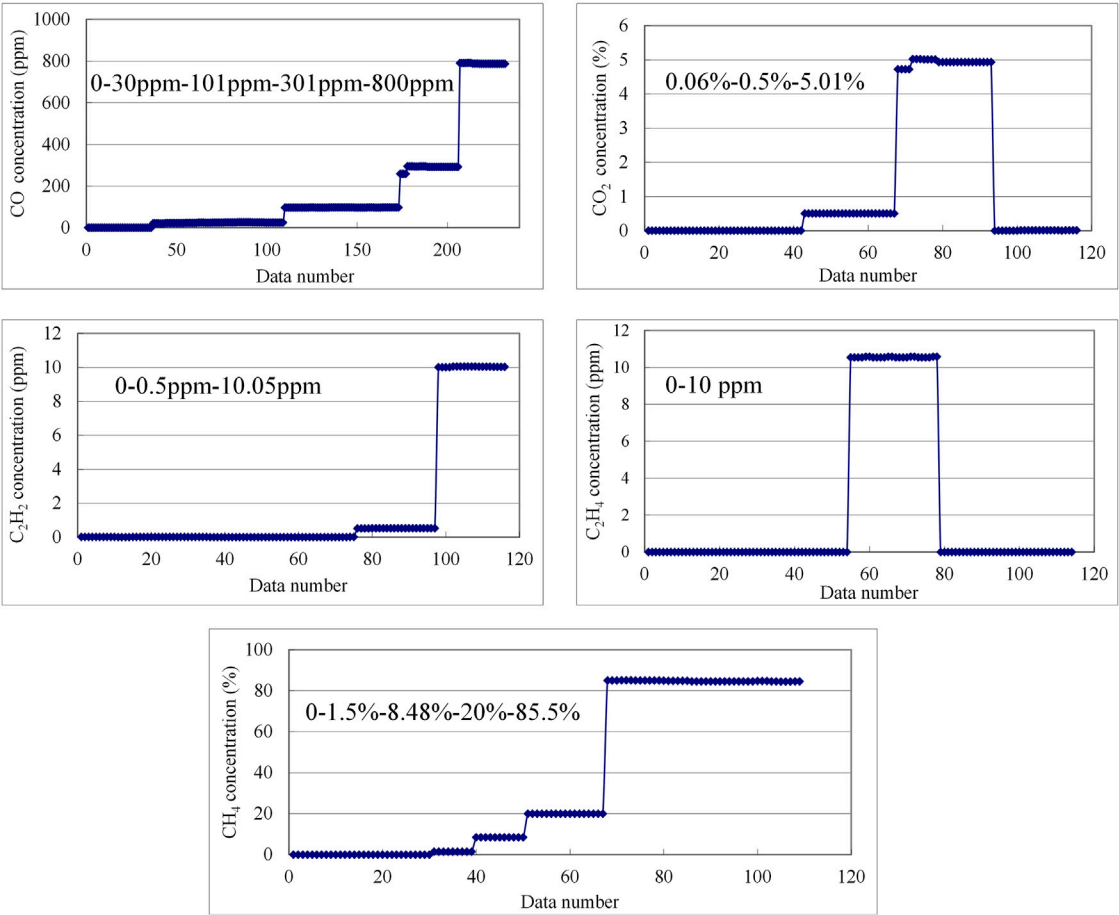 CO concentration (ppm)
1000
800
600
400
200
0
0-30ppm-101ppm-301ppm-800ppm
0 50 100 150 200
Data number
CO₂ concentration (%)
6
5
4
3
2
1
0
0.06%-0.5%-5.01%
0 20 40 60 80 100 120
Data number
C₂H₂ concentration (ppm)
12
10
8
6
4
2
0
0-0.5ppm-10.05ppm
0 20 40 60 80 100 120
Data number
C₂H₄ concentration (ppm)
12
10
8
6
4
2
0
0-10 ppm
0 20 40 60 80 100 120
Data number
CH₄ concentration (%)
100
80
60
40
20
0
0-1.5%-8.48%-20%-85.5%
0 20 40 60 80 100 120
Data number